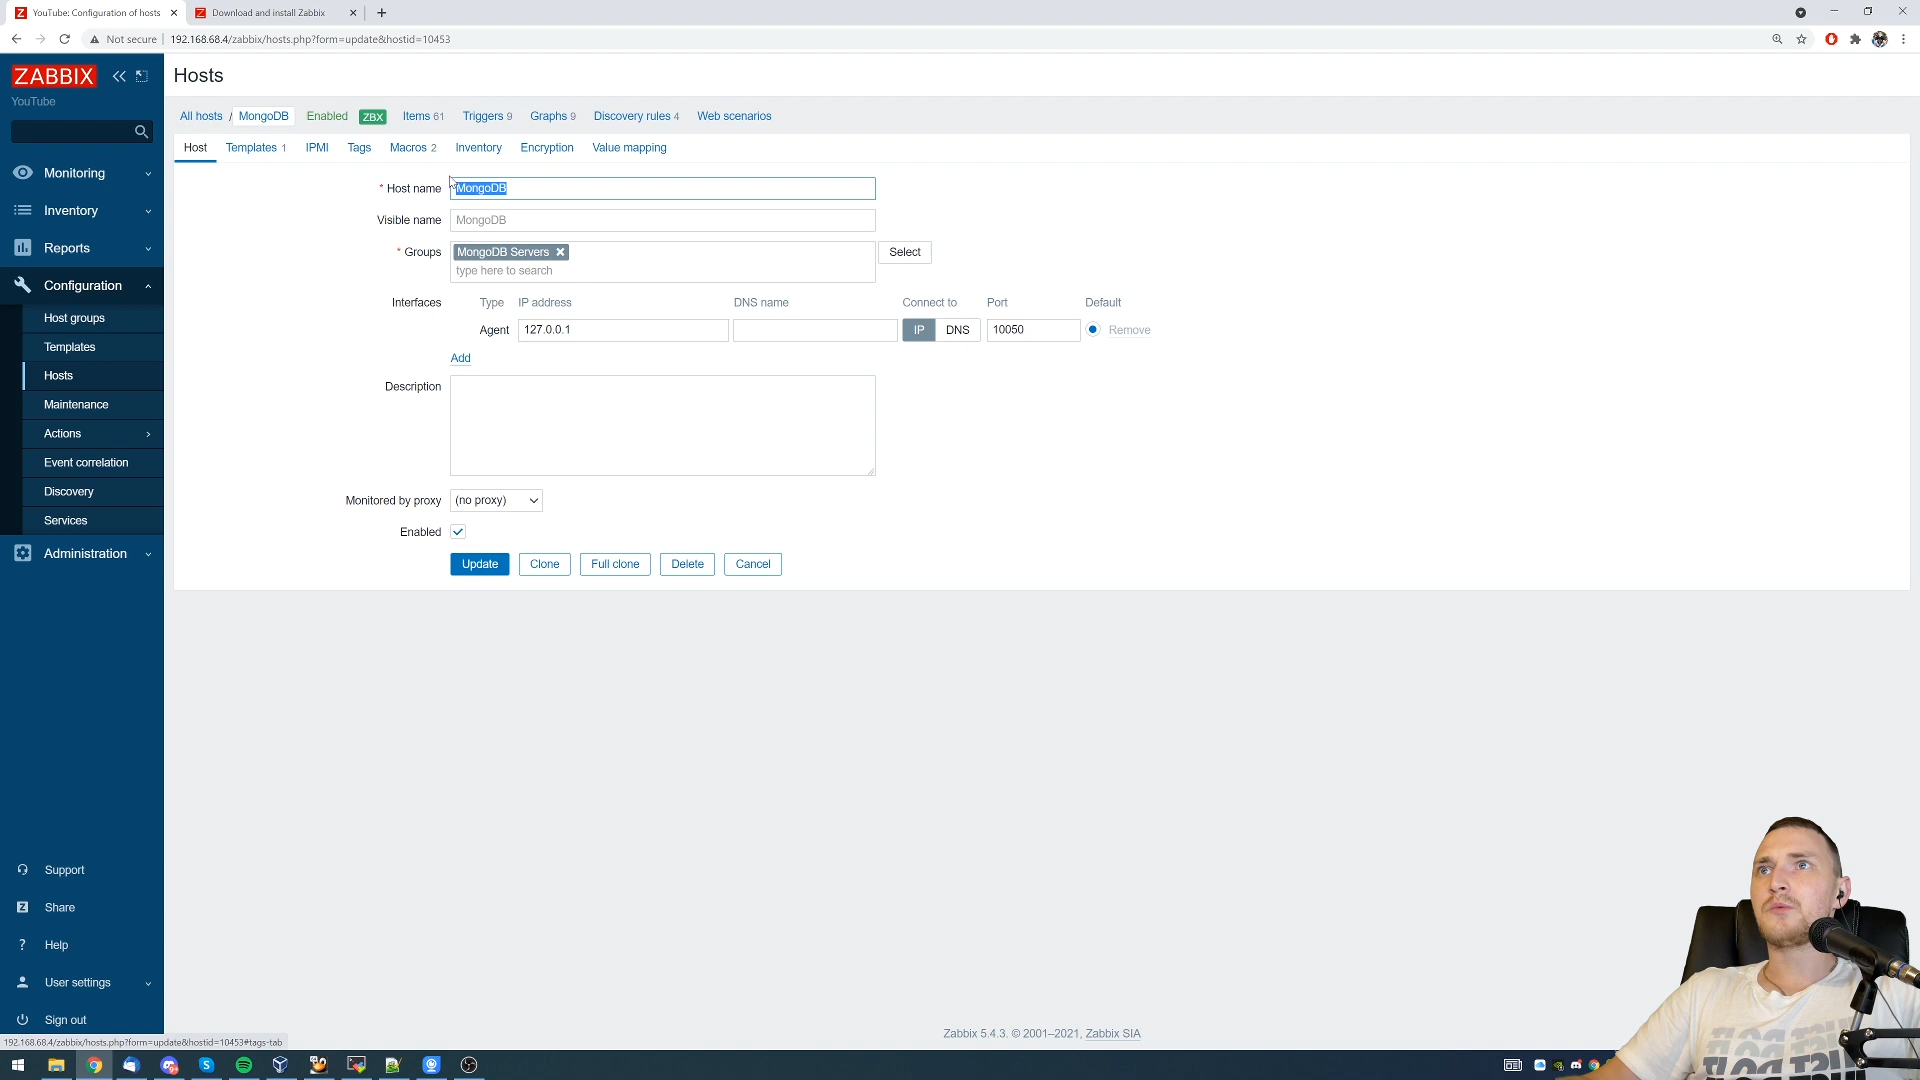 YouTube: Configuration of hosts
Download and install Zabbix
Not secure
192.168.68.4/zabbix/hosts.php?form=update&hostid=10453
ZABBIX
YouTube
Monitoring
Inventory
Reports
Configuration
Host groups
Templates
Hosts
Maintenance
Actions
Event correlation
Discovery
Services
Administration
Support
Share
Help
User settings
Sign out
192.168.68.4/zabbix/hosts.php?form=update&hostid=10453#tags-tab
Hosts
All hosts / MongoDB Enabled ZBX Items 61 Triggers 9 Graphs 9 Discovery rules 4 Web scenarios
Host Templates 1 IPMI Tags Macros 2 Inventory Encryption Value mapping
* Host name MongoDB
Visible name MongoDB
* Groups MongoDB Servers Select
type here to search
Interfaces Type IP address DNS name Connect to Port Default
Agent 127.0.0.1 IP DNS 10050 Remove
Add
Description
Monitored by proxy (no proxy)
Enabled
Update Clone Full clone Delete Cancel
Zabbix 5.4.3. © 2001–2021, Zabbix SIA